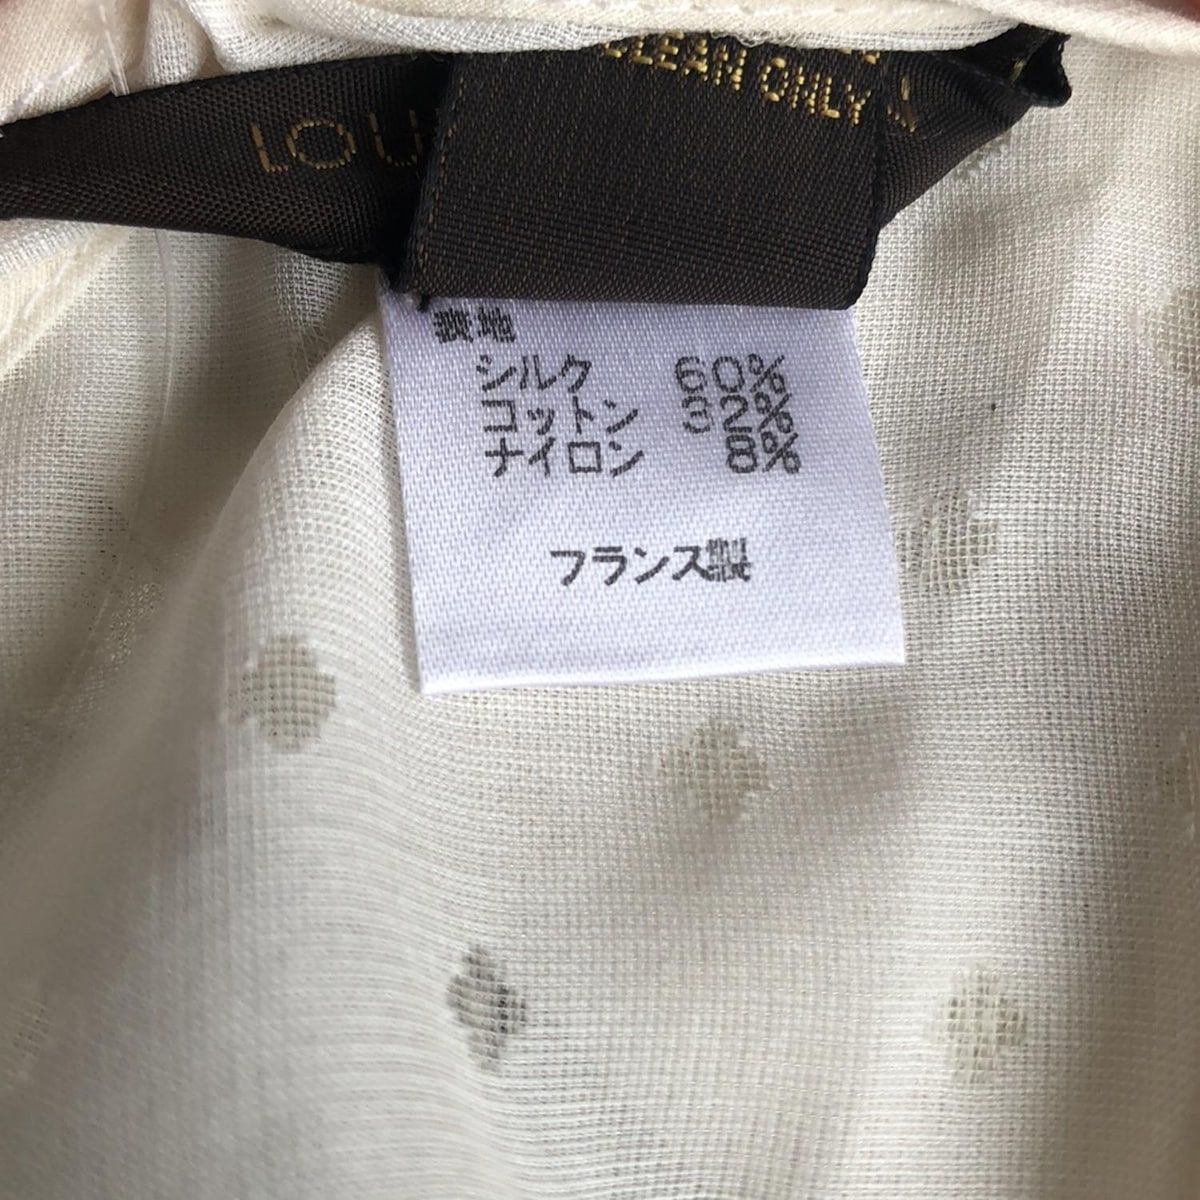 CLEAN ONLY
LOU
表地
シルク 60%
コットン 32%
ナイロン 8%
フランス製